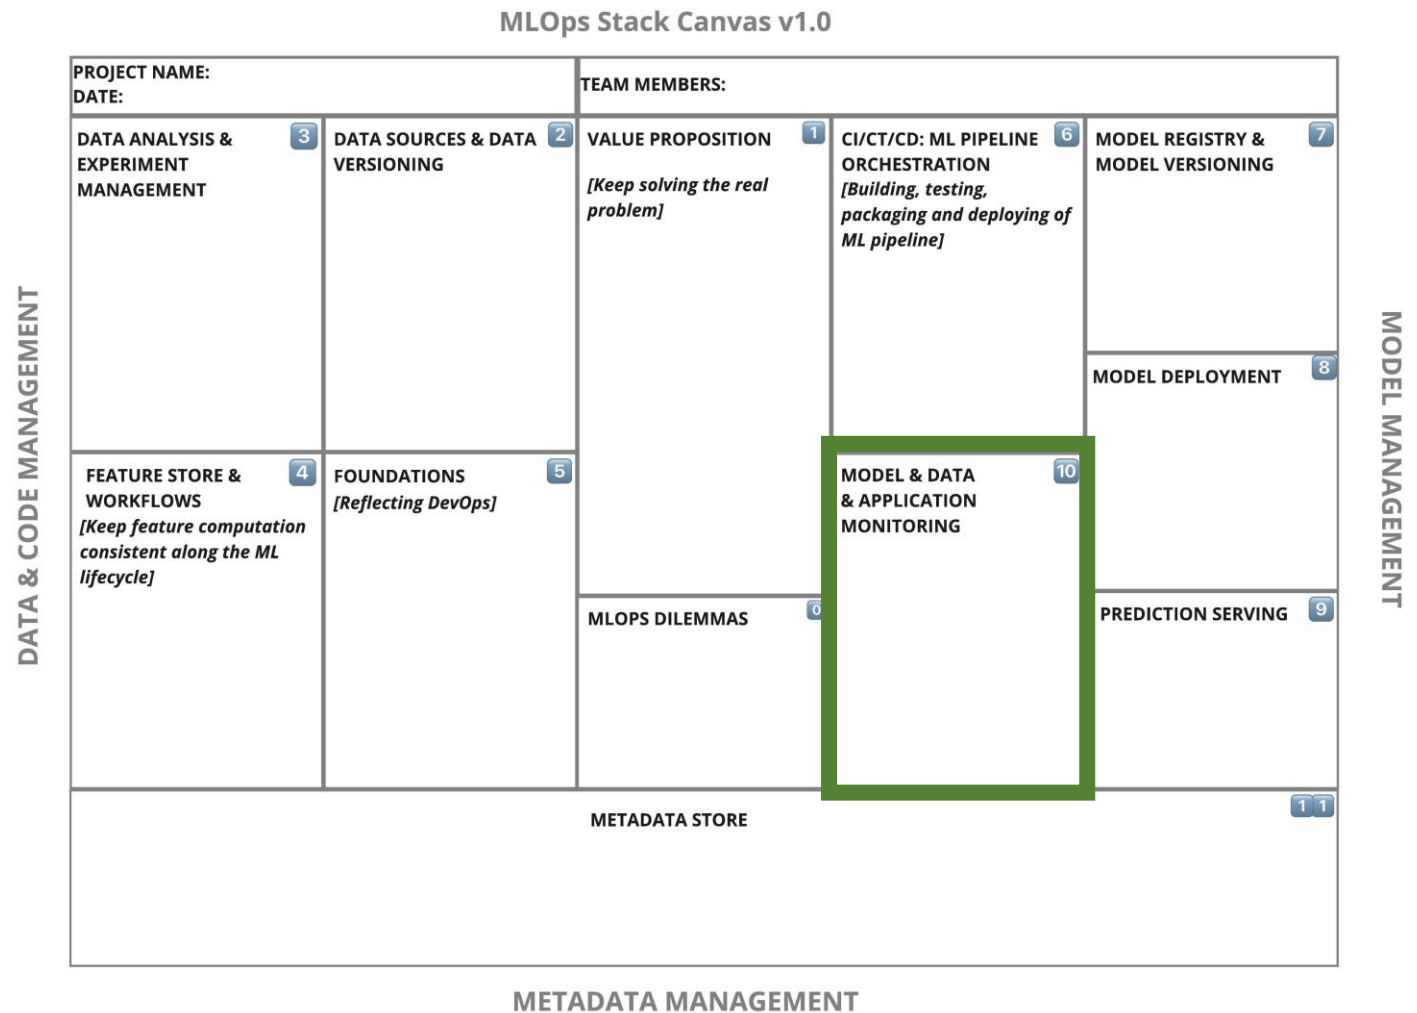 MLOps Stack Canvas v1.0
PROJECT NAME:
DATE:
TEAM MEMBERS:
DATA ANALYSIS &
EXPERIMENT
MANAGEMENT
3
DATA SOURCES & DATA
VERSIONING
2
VALUE PROPOSITION
1
[Keep solving the real
problem]
CI/CT/CD: ML PIPELINE
ORCHESTRATION
6
[Building, testing,
packaging and deploying of
ML pipeline]
MODEL REGISTRY &
MODEL VERSIONING
7
MODEL DEPLOYMENT
8
FEATURE STORE &
WORKFLOWS
4
[Keep feature computation
consistent along the ML
lifecycle]
FOUNDATIONS
5
[Reflecting DevOps]
MLOPS DILEMMAS
0
MODEL & DATA
& APPLICATION
MONITORING
10
PREDICTION SERVING
9
METADATA STORE
11
DATA & CODE MANAGEMENT
MODEL MANAGEMENT
METADATA MANAGEMENT